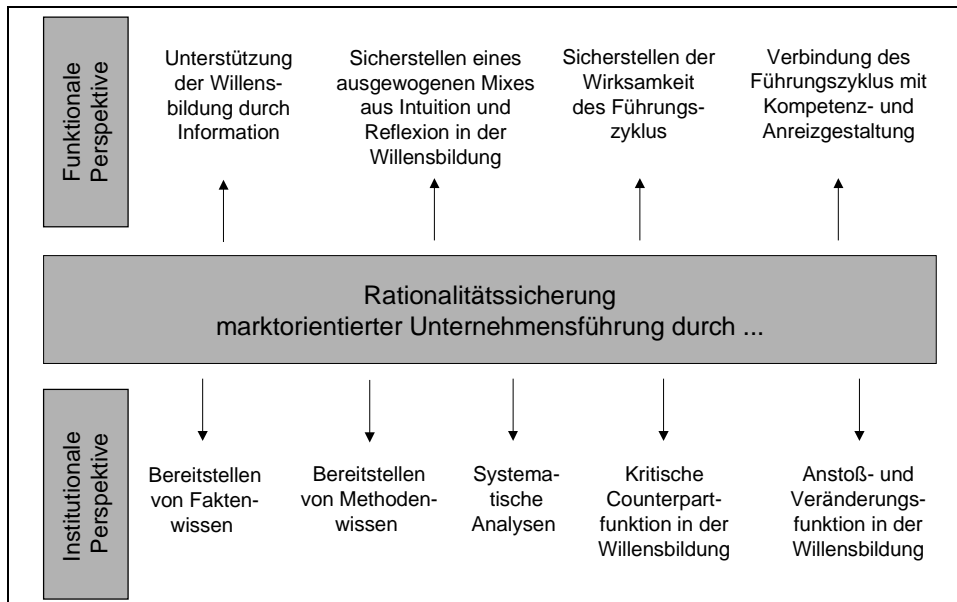 Funktionale
Perspektive
Unterstützung
der Willens-
bildung durch
Information
Sicherstellen eines
ausgewogenen Mixes
aus Intuition und
Reflexion in der
Willensbildung
Sicherstellen der
Wirksamkeit
des Führungs-
zyklus
Verbindung des
Führungszyklus mit
Kompetenz- und
Anreizgestaltung
Rationalitätssicherung
marktorientierter Unternehmensführung durch ...
Institutionale
Perspektive
Bereitstellen
von Fakten-
wissen
Bereitstellen
von Methoden-
wissen
Systema-
tische
Analysen
Kritische
Counterpart-
funktion in der
Willensbildung
Anstoß- und
Veränderungs-
funktion in der
Willensbildung